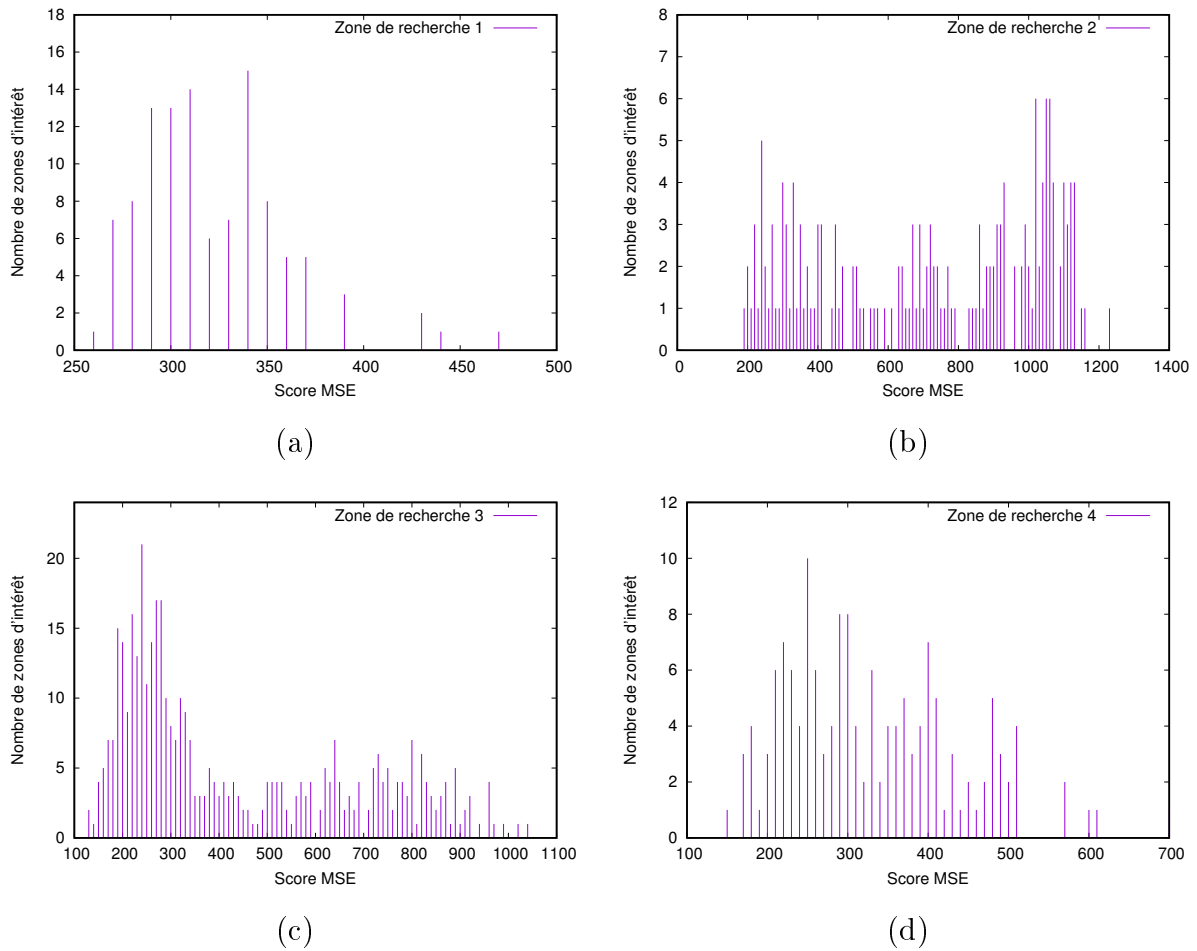 Zone de recherche 1
18
16
14
12
10
8
6
4
2
0
Nombre de zones d'intérêt
250 300 350 400 450 500
Score MSE
(a)
Zone de recherche 2
8
7
6
5
4
3
2
1
0
Nombre de zones d'intérêt
0 200 400 600 800 1000 1200 1400
Score MSE
(b)
Zone de recherche 3
20
15
10
5
0
Nombre de zones d'intérêt
100 200 300 400 500 600 700 800 900 1000 1100
Score MSE
(c)
Zone de recherche 4
12
10
8
6
4
2
0
Nombre de zones d'intérêt
100 200 300 400 500 600 700
Score MSE
(d)